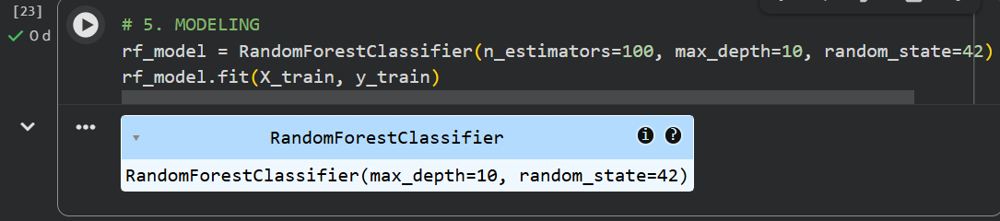 [23]
0 d
# 5. MODELING
rf_model = RandomForestClassifier(n_estimators=100, max_depth=10, random_state=42)
rf_model.fit(X_train, y_train)
RandomForestClassifier
i ?
RandomForestClassifier(max_depth=10, random_state=42)